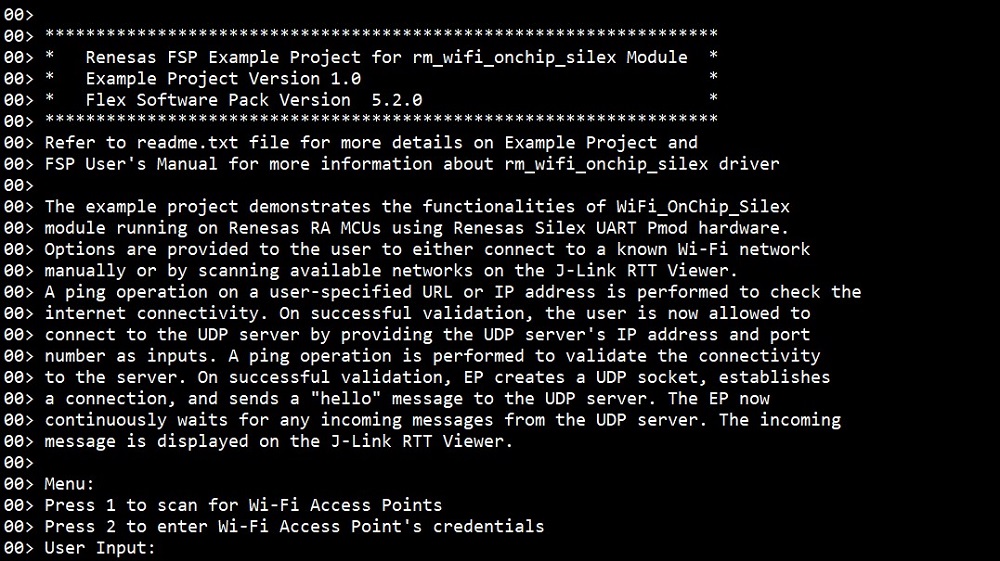 00>
00> ******************************************************************
00> *   Renesas FSP Example Project for rm_wifi_onchip_silex Module  *
00> *   Example Project Version 1.0                                  *
00> *   Flex Software Pack Version  5.2.0                            *
00> ******************************************************************
00> Refer to readme.txt file for more details on Example Project and
00> FSP User's Manual for more information about rm_wifi_onchip_silex driver
00>
00> The example project demonstrates the functionalities of WiFi_OnChip_Silex
00> module running on Renesas RA MCUs using Renesas Silex UART Pmod hardware.
00> Options are provided to the user to either connect to a known Wi-Fi network
00> manually or by scanning available networks on the J-Link RTT Viewer.
00> A ping operation on a user-specified URL or IP address is performed to check the
00> internet connectivity. On successful validation, the user is now allowed to
00> connect to the UDP server by providing the UDP server's IP address and port
00> number as inputs. A ping operation is performed to validate the connectivity
00> to the server. On successful validation, EP creates a UDP socket, establishes
00> a connection, and sends a "hello" message to the UDP server. The EP now
00> continuously waits for any incoming messages from the UDP server. The incoming
00> message is displayed on the J-Link RTT Viewer.
00>
00> Menu:
00> Press 1 to scan for Wi-Fi Access Points
00> Press 2 to enter Wi-Fi Access Point's credentials
00> User Input: